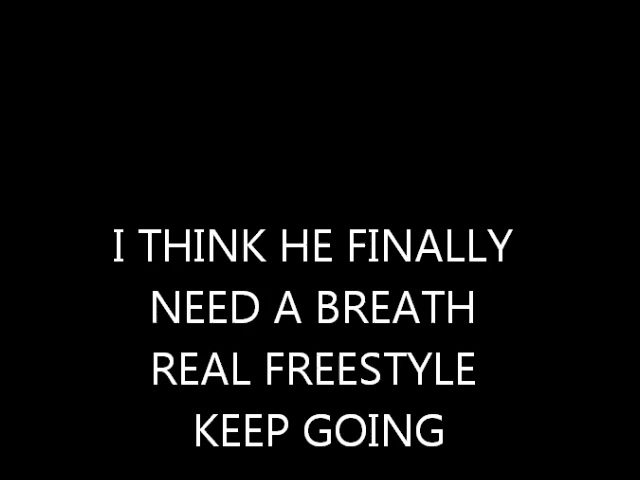 I THINK HE FINALLY
NEED A BREATH
REAL FREESTYLE
KEEP GOING